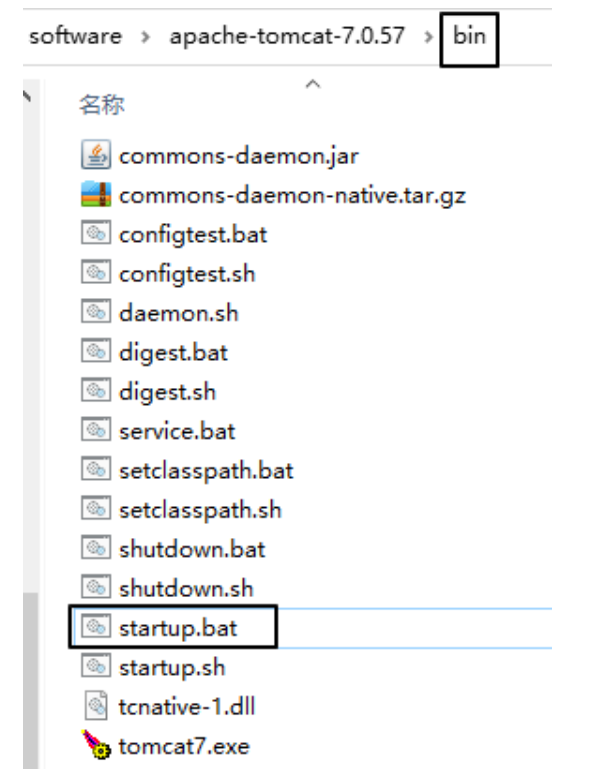 software › apache-tomcat-7.0.57 › bin
名称
commons-daemon.jar
commons-daemon-native.tar.gz
configtest.bat
configtest.sh
daemon.sh
digest.bat
digest.sh
service.bat
setclasspath.bat
setclasspath.sh
shutdown.bat
shutdown.sh
startup.bat
startup.sh
tcnative-1.dll
tomcat7.exe